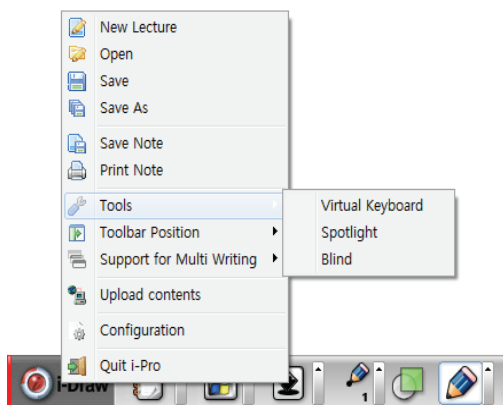 New Lecture
Open
Save
Save As
Save Note
Print Note
Tools
Virtual Keyboard
Toolbar Position
Spotlight
Support for Multi Writing
Blind
Upload contents
Configuration
Quit i-Pro
i-Draw
1